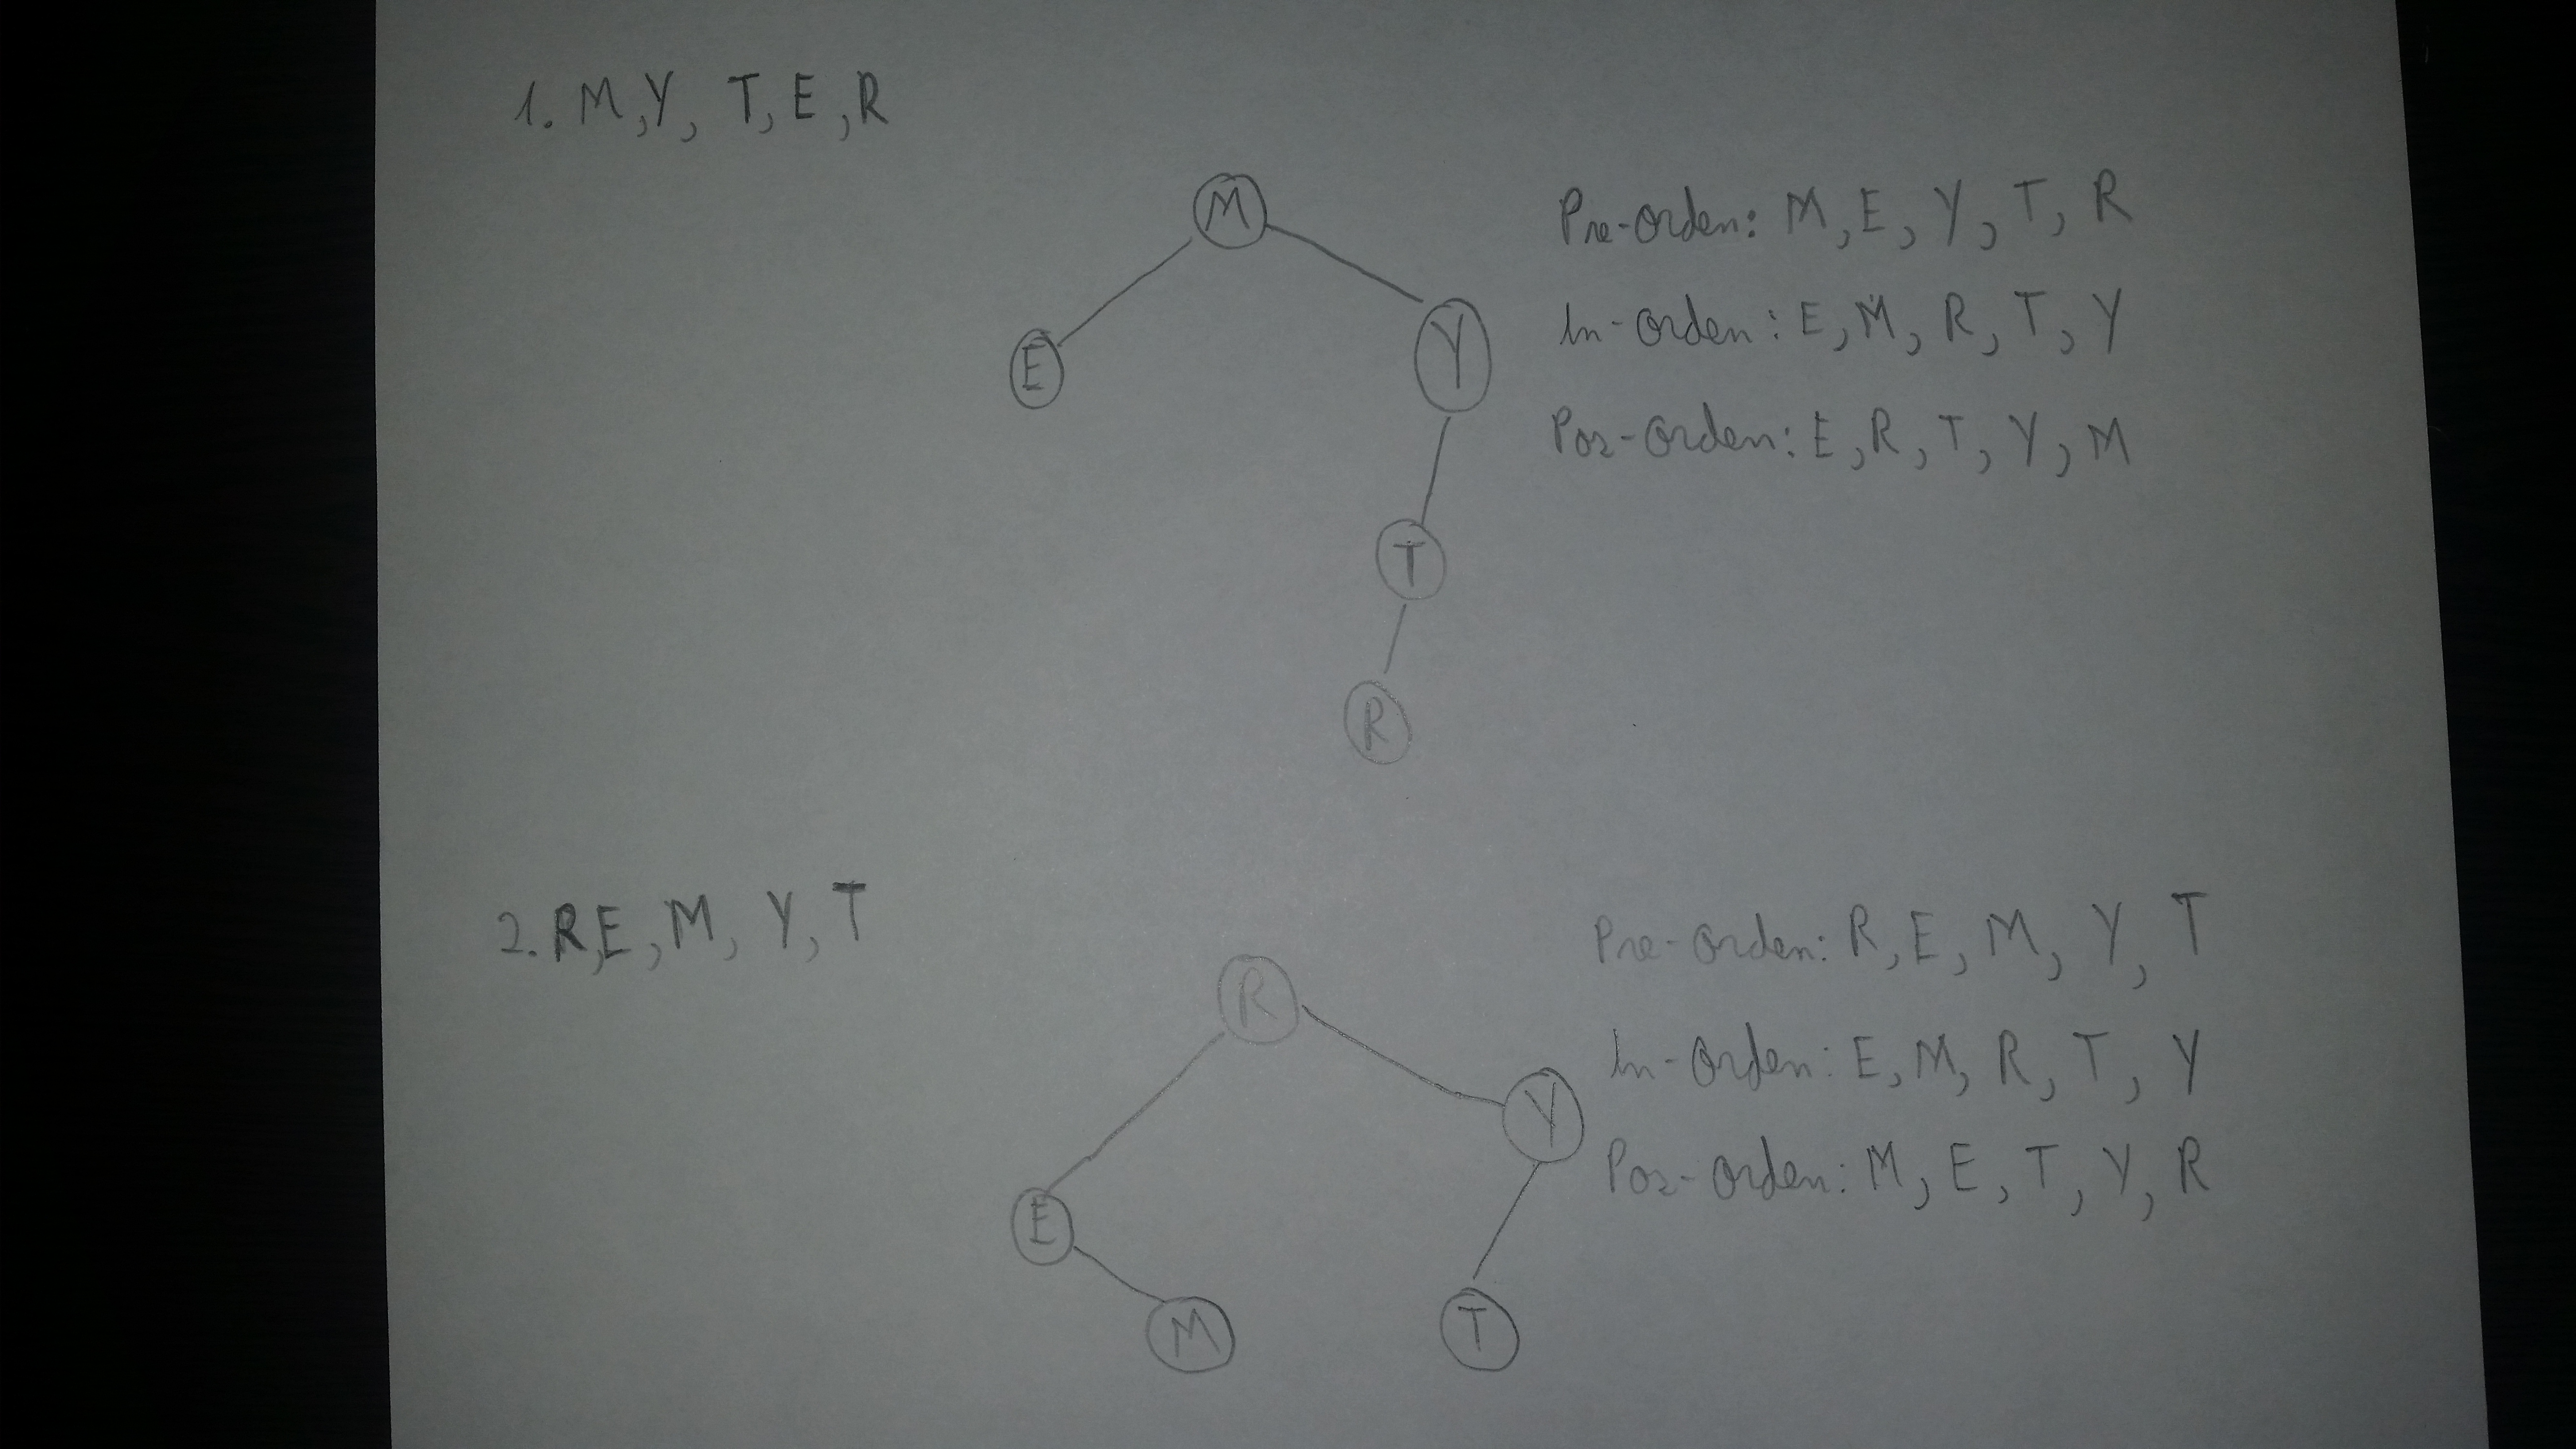 1. M, Y, T, E, R
M
Pre-Orden: M, E, Y, T, R
E
Y
In-Orden: E, M, R, T, Y
Pos-Orden: E, R, T, Y, M
T
R
2. R, E, M, Y, T
Pre-Orden: R, E, M, Y, T
R
In-Orden: E, M, R, T, Y
Y
Pos-Orden: M, E, T, Y, R
E
M
T